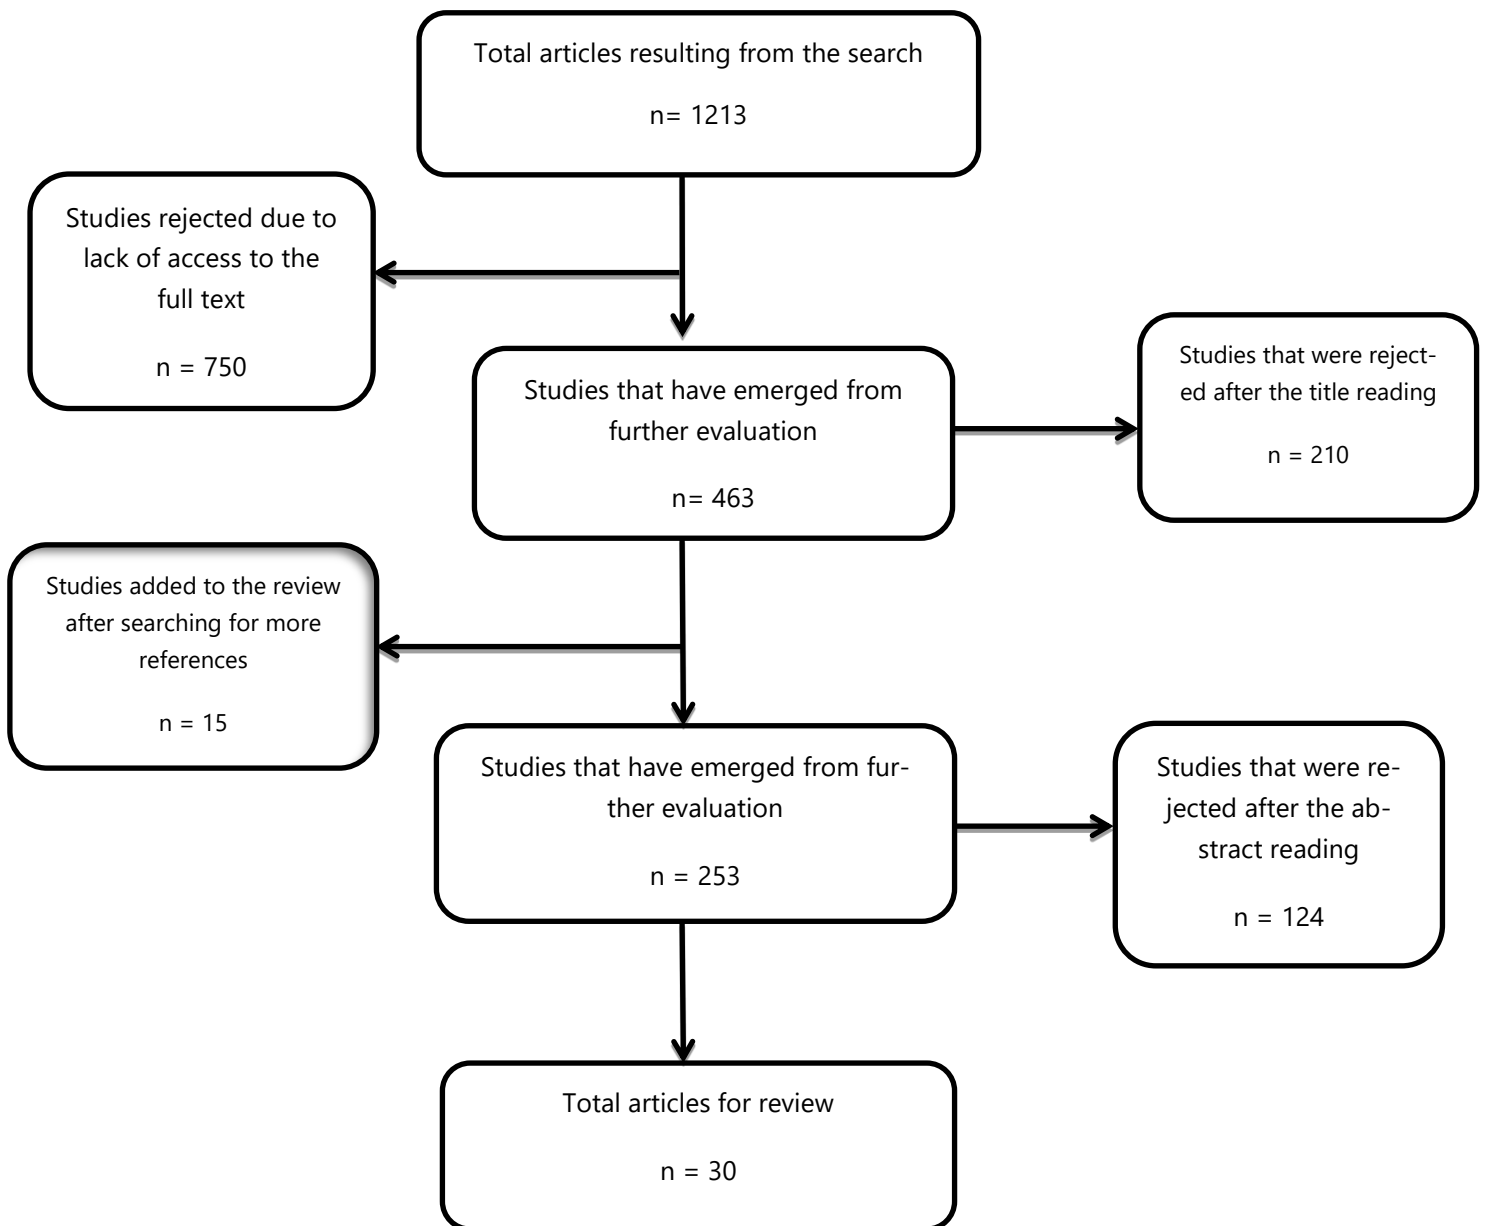 Total articles resulting from the search
n= 1213
Studies rejected due to
lack of access to the
full text
n = 750
Studies that have emerged from
further evaluation
n= 463
Studies that were reject-
ed after the title reading
n = 210
Studies added to the review
after searching for more
references
n = 15
Studies that have emerged from fur-
ther evaluation
n = 253
Studies that were re-
jected after the ab-
stract reading
n = 124
Total articles for review
n = 30